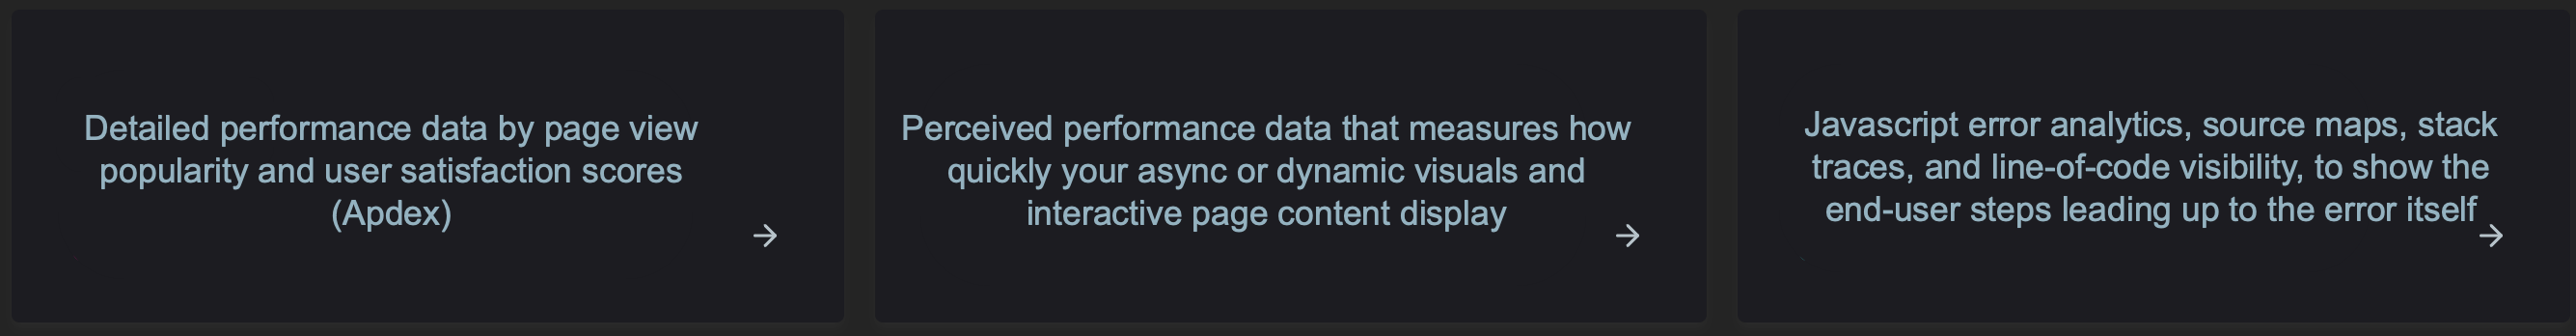 Detailed performance data by page view
popularity and user satisfaction scores
(Apdex)
Perceived performance data that measures how
quickly your async or dynamic visuals and
interactive page content display
Javascript error analytics, source maps, stack
traces, and line-of-code visibility, to show the
end-user steps leading up to the error itself